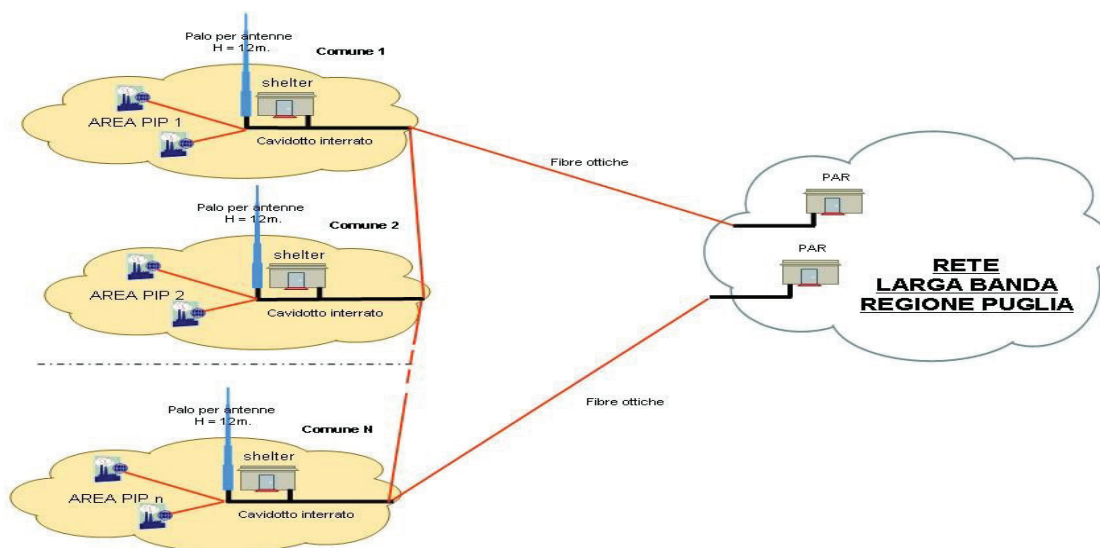 Palo per antenne
H = 12m.
Comune 1
shelter
AREA PIP 1
Cavidotto interrato
Fibre ottiche
Palo per antenne
H = 12m.
Comune 2
shelter
AREA PIP 2
Cavidotto interrato
PAR
PAR
RETE
LARGA BANDA
REGIONE PUGLIA
Palo per antenne
H = 12m.
Comune N
shelter
AREA PIP n
Cavidotto interrato
Fibre ottiche